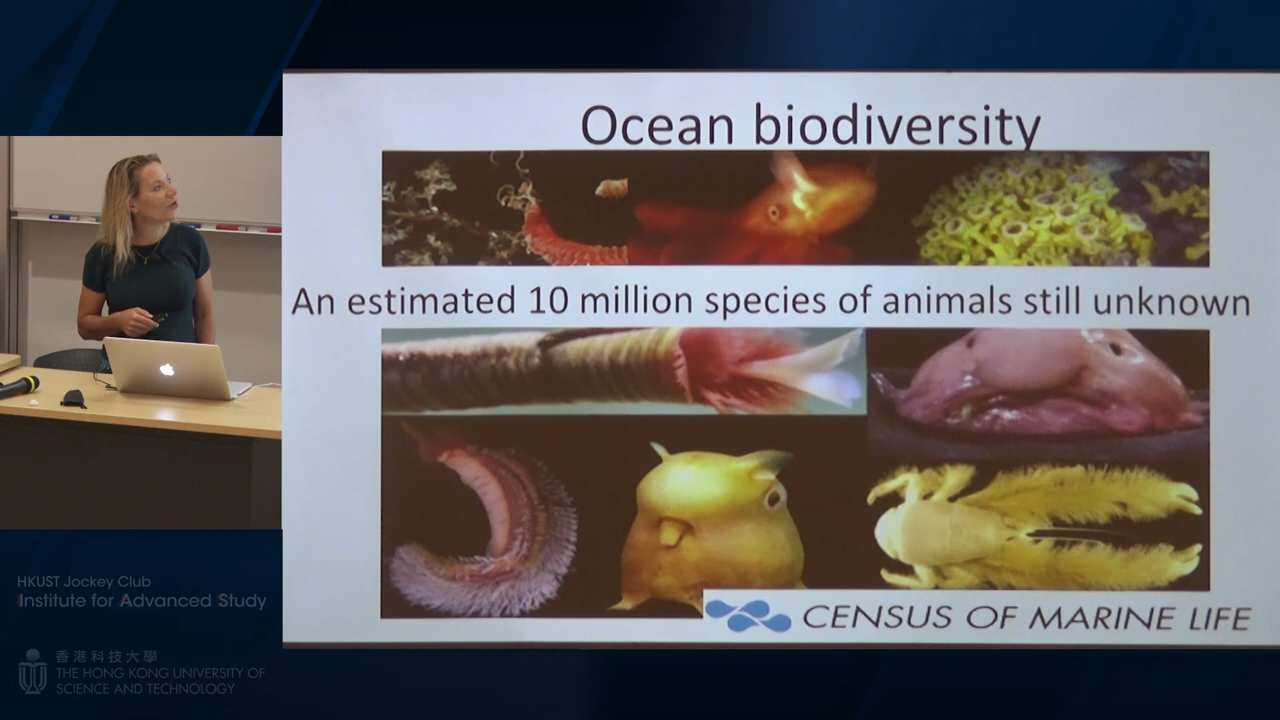 Ocean biodiversity
An estimated 10 million species of animals still unknown
CENSUS OF MARINE LIFE
HKUST Jockey Club
Institute for Advanced Study
香港科技大學
THE HONG KONG UNIVERSITY OF
SCIENCE AND TECHNOLOGY